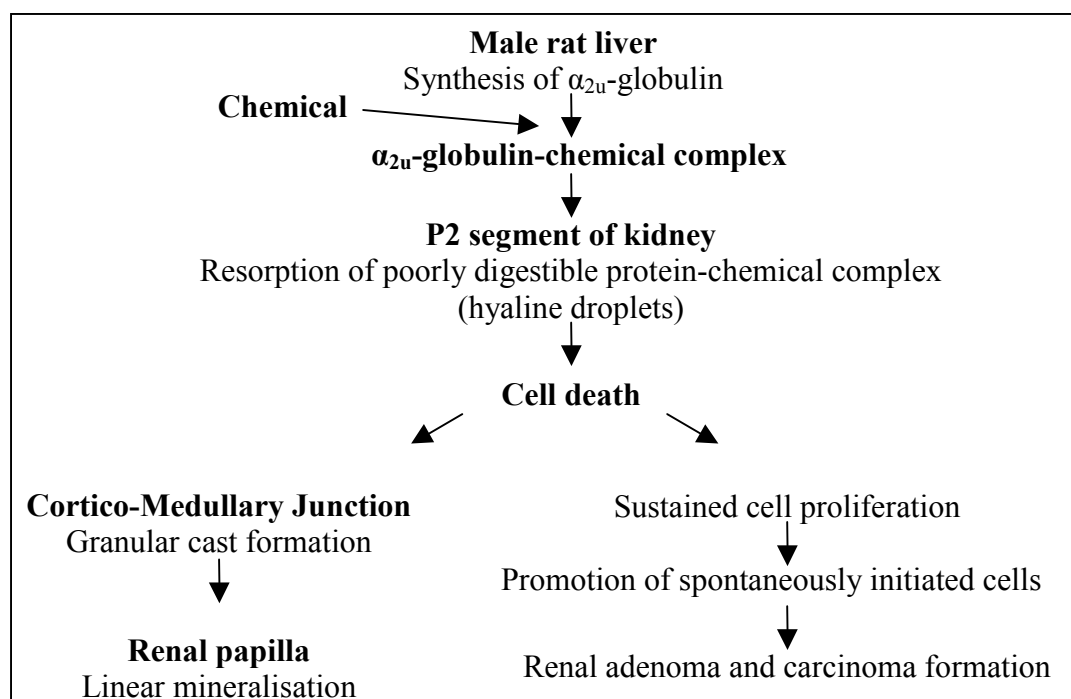 Male rat liver
Synthesis of α2u-globulin
Chemical
α2u-globulin-chemical complex
P2 segment of kidney
Resorption of poorly digestible protein-chemical complex
(hyaline droplets)
Cell death
Cortico-Medullary Junction
Granular cast formation
Renal papilla
Linear mineralisation
Sustained cell proliferation
Promotion of spontaneously initiated cells
Renal adenoma and carcinoma formation